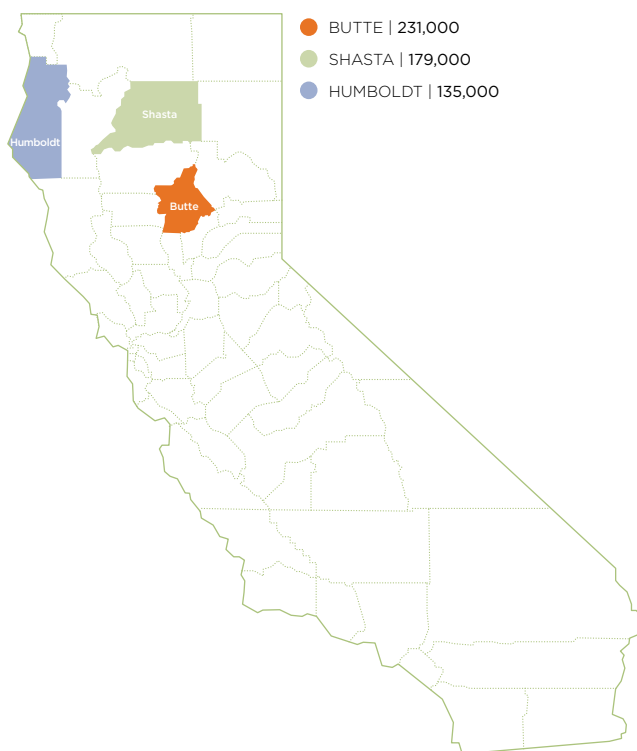 BUTTE | 231,000
SHASTA | 179,000
HUMBOLDT | 135,000
Shasta
Humboldt
Butte